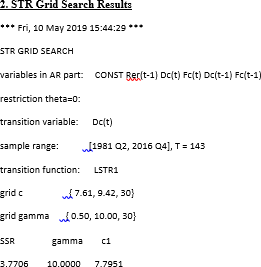 2. STR Grid Search Results
*** Fri, 10 May 2019 15:44:29 ***
STR GRID SEARCH
variables in AR part: CONST Rer(t-1) Dc(t) Fc(t) Dc(t-1) Fc(t-1)
restriction theta=0:
transition variable: Dc(t)
sample range: [1981 Q2, 2016 Q4], T = 143
transition function: LSTR1
grid c { 7.61, 9.42, 30}
grid gamma { 0.50, 10.00, 30}
SSR gamma c1
3.7706 10.0000 7.7951